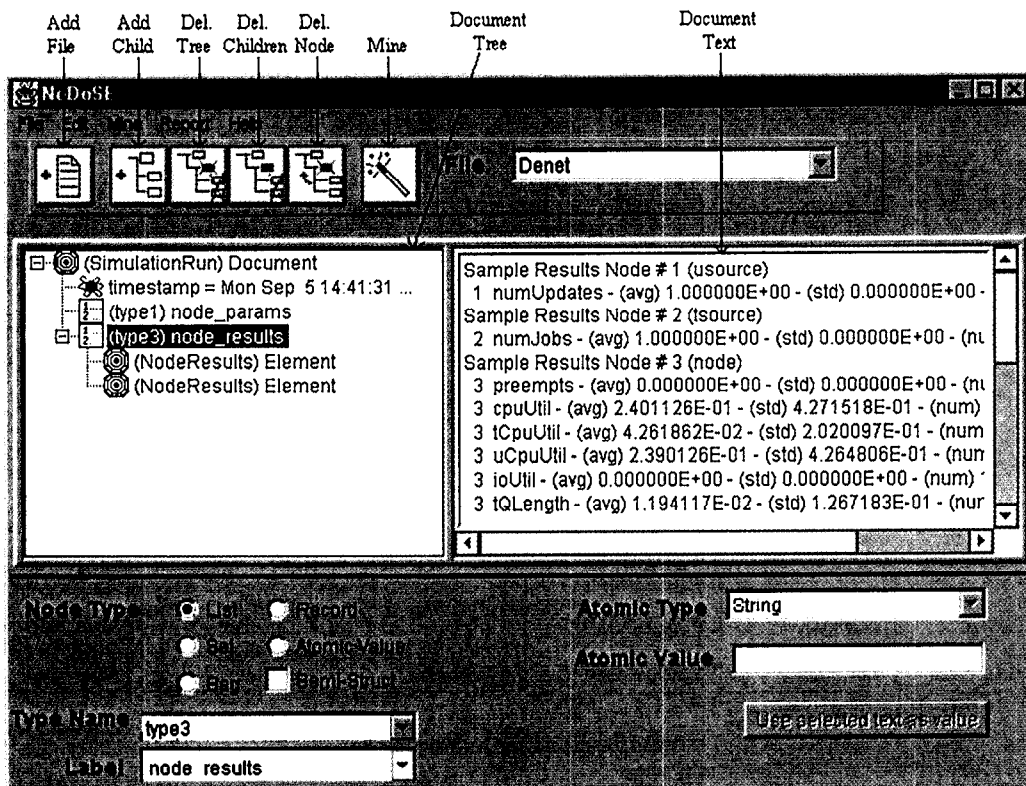 Add File
Add Child
Del. Tree
Del. Children
Del. Node
Mine
Document Tree
Document Text
NoDoSE
File Edit Mine Report Help
File
Denet
(SimulationRun) Document
timestamp = Mon Sep 5 14:41:31 ...
(type1) node_params
(type3) node_results
(NodeResults) Element
(NodeResults) Element
Sample Results Node # 1 (usource)
1 numUpdates - (avg) 1.000000E+00 - (std) 0.000000E+00 -
Sample Results Node # 2 (tsource)
2 numJobs - (avg) 1.000000E+00 - (std) 0.000000E+00 - (nu
Sample Results Node # 3 (node)
3 preempts - (avg) 0.000000E+00 - (std) 0.000000E+00 - (nu
3 cpuUtil - (avg) 2.401126E-01 - (std) 4.271518E-01 - (num)
3 tCpuUtil - (avg) 4.261862E-02 - (std) 2.020097E-01 - (num
3 uCpuUtil - (avg) 2.390126E-01 - (std) 4.264806E-01 - (num
3 ioUtil - (avg) 0.000000E+00 - (std) 0.000000E+00 - (num)
3 tQLength - (avg) 1.194117E-02 - (std) 1.267183E-01 - (nur
Node Type
List
Record
Set
Atomic Value
Bag
Semi-Struct
Atomic Type
String
Atomic Value
Use selected text as value
Type Name
type3
Label
node_results